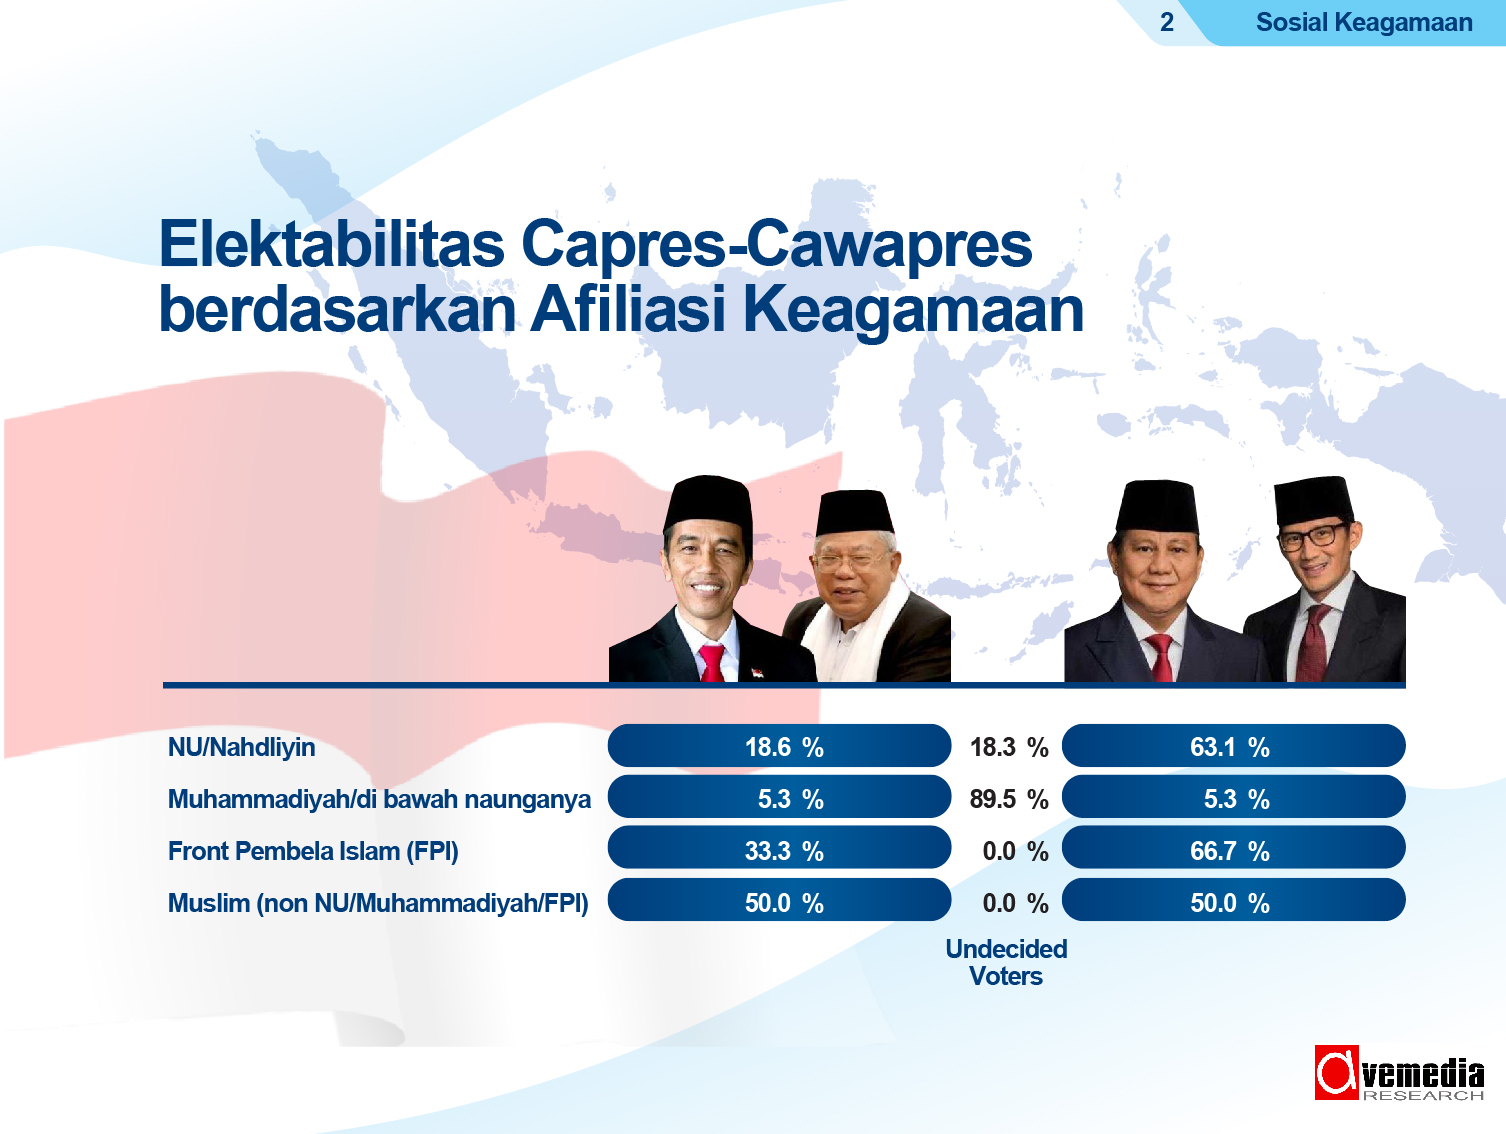 2 Sosial Keagamaan
Elektabilitas Capres-Cawapres
berdasarkan Afiliasi Keagamaan
NU/Nahdliyin 18.6 % 18.3 % 63.1 %
Muhammadiyah/di bawah naunganya 5.3 % 89.5 % 5.3 %
Front Pembela Islam (FPI) 33.3 % 0.0 % 66.7 %
Muslim (non NU/Muhammadiyah/FPI) 50.0 % 0.0 % 50.0 %
Undecided
Voters
avemedia
RESEARCH